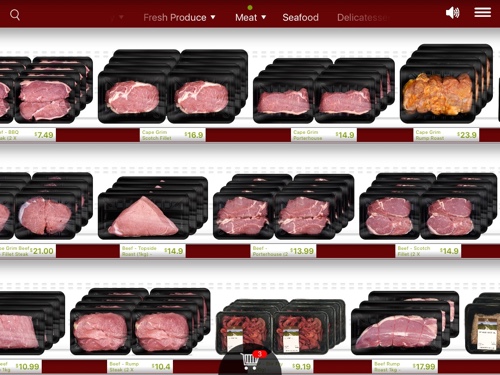 Fresh Produce ▼
Meat ▼
Seafood
Delicatesse
ef - BBQ
eak (2 X
$7.49
Cape Grim
Scotch Fillet
$16.9
Cape Grim
Porterhouse
$14.9
Cape Grim
Rump Roast
$23.9
e Grim Beef
Fillet Steak
$21.00
Beef - Topside
Roast (1kg) -
$14.9
Beef -
Porterhouse (2
$13.99
Beef - Scotch
Fillet (2 X
$14.9
$10.99
Beef - Rump
Steak (2 X
$10.4
3
$9.19
Beef Rump
Roast 1kg -
$17.99